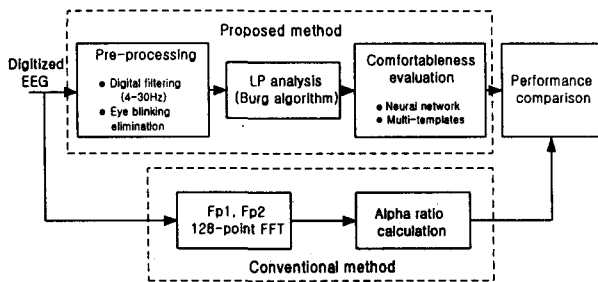 Proposed method
Digitized
EEG
Pre-processing
● Digital filtering
(4-30Hz)
● Eye blinking
elimination
LP analysis
(Burg algorithm)
Comfortableness
evaluation
● Neural network
● Multi-templates
Performance
comparison
Fp1, Fp2
128-point FFT
Alpha ratio
calculation
Conventional method